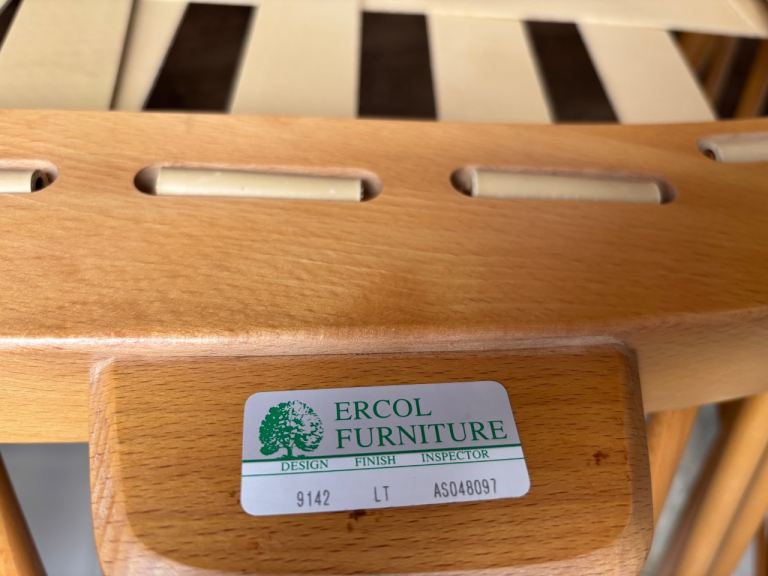 ERCOL
FURNITURE
DESIGN FINISH INSPECTOR
9142 LT AS048097